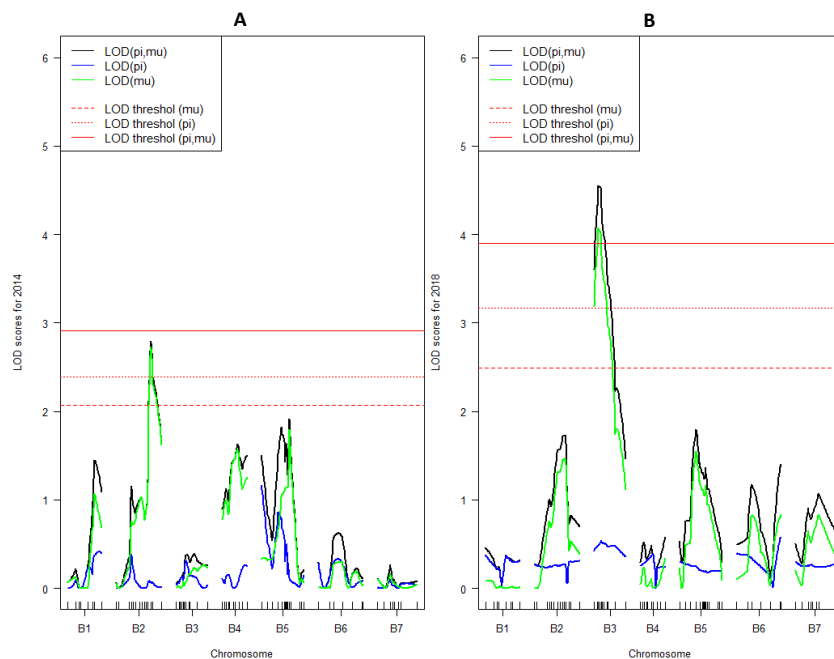 A
LOD(pi,mu)
LOD(pi)
LOD(mu)
LOD threshol (mu)
LOD threshol (pi)
LOD threshol (pi,mu)
6
5
4
3
2
1
0
LOD scores for 2014
B1 B2 B3 B4 B5 B6 B7
Chromosome
B
LOD(pi,mu)
LOD(pi)
LOD(mu)
LOD threshol (mu)
LOD threshol (pi)
LOD threshol (pi,mu)
6
5
4
3
2
1
0
LOD scores for 2018
B1 B2 B3 B4 B5 B6 B7
Chromosome